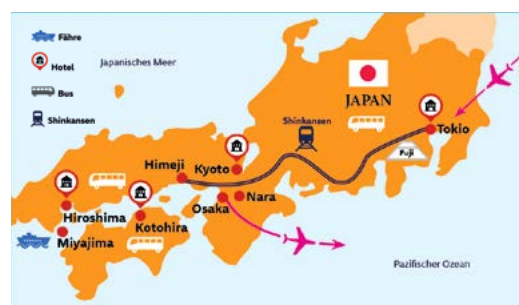 Fähre
Hotel
Japanisches Meer
Bus
Shinkansen
JAPAN
Shinkansen
Tokio
Fuji
Himeji
Kyoto
Osaka
Nara
Hiroshima
Kotohira
Miyajima
Pazifischer Ozean